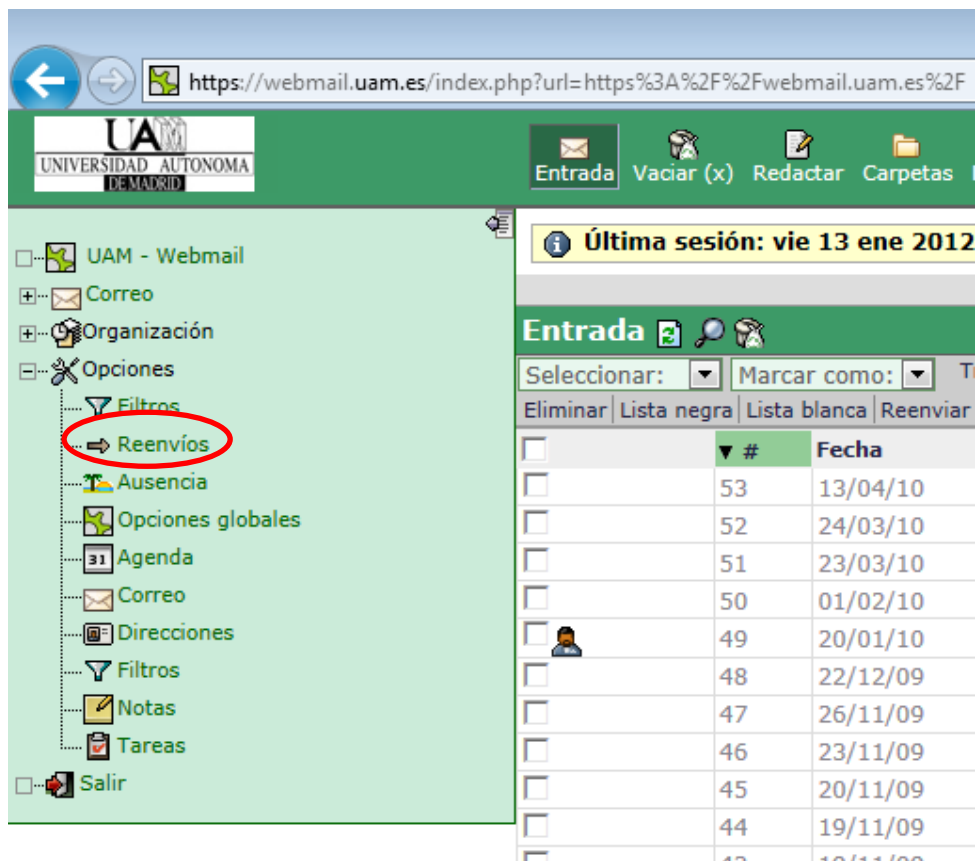 https://webmail.uam.es/index.php?url=https%3A%2F%2Fwebmail.uam.es%2F
UAM
UNIVERSIDAD AUTONOMA
DE MADRID
Entrada Vaciar (x) Redactar Carpetas
UAM - Webmail
Correo
Organización
Opciones
Filtros
Reenvíos
Ausencia
Opciones globales
31 Agenda
Correo
Direcciones
Filtros
Notas
Tareas
Salir
Última sesión: vie 13 ene 2012
Entrada
Seleccionar: Marcar como:
Eliminar Lista negra Lista blanca Reenviar
# Fecha
53 13/04/10
52 24/03/10
51 23/03/10
50 01/02/10
49 20/01/10
48 22/12/09
47 26/11/09
46 23/11/09
45 20/11/09
44 19/11/09